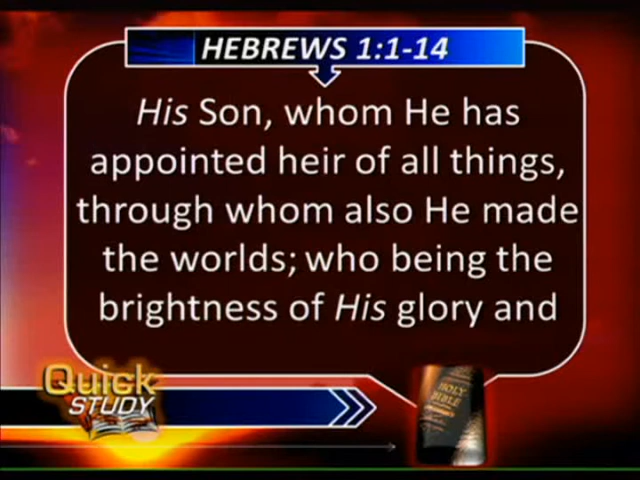 HEBREWS 1:1-14
His Son, whom He has
appointed heir of all things,
through whom also He made
the worlds; who being the
brightness of His glory and
Quick
STUDY
HOLY
BIBLE